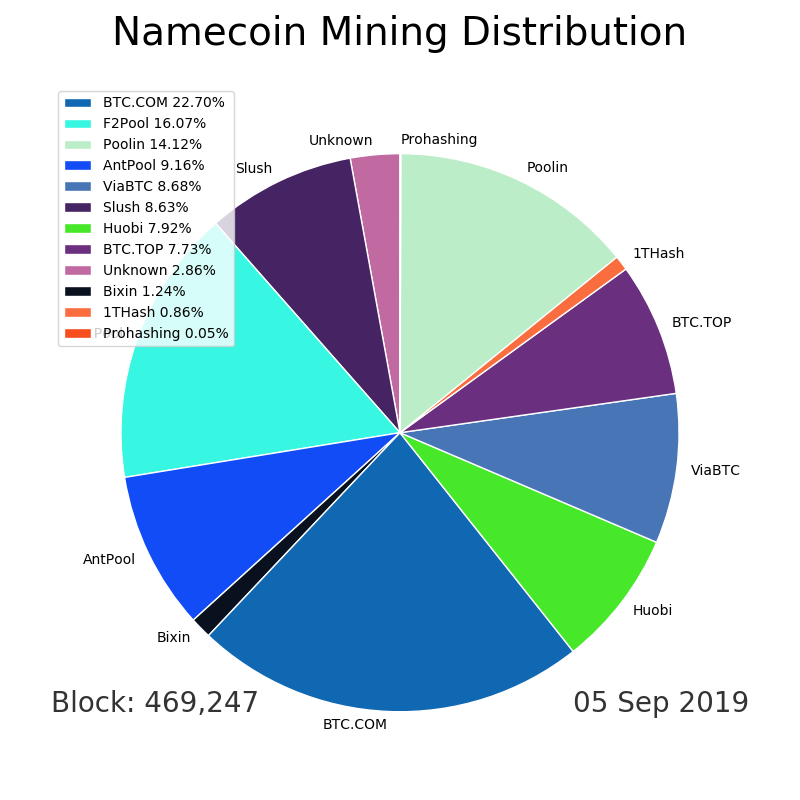 Namecoin Mining Distribution
BTC.COM 22.70%
F2Pool 16.07%
Poolin 14.12%
AntPool 9.16%
ViaBTC 8.68%
Slush 8.63%
Huobi 7.92%
BTC.TOP 7.73%
Unknown 2.86%
Bixin 1.24%
1THash 0.86%
Prohashing 0.05%
Unknown
Prohashing
Slush
Poolin
1THash
BTC.TOP
ViaBTC
AntPool
Huobi
Bixin
Block: 469,247
05 Sep 2019
BTC.COM